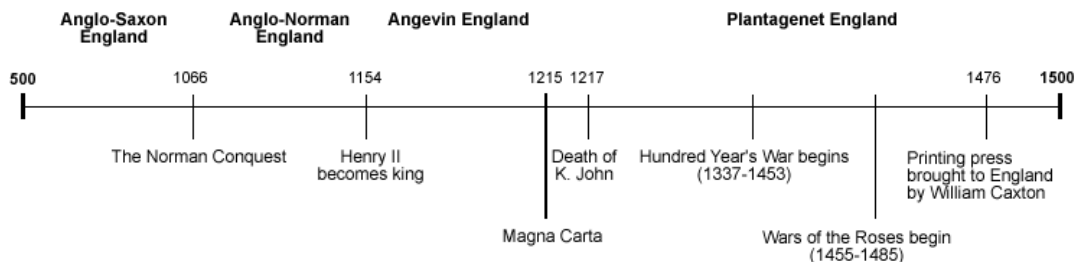 Anglo-Saxon
England
Anglo-Norman
England
Angevin England
Plantagenet England
500
1066
1154
1215
1217
1476
1500
The Norman Conquest
Henry II
becomes king
Death of
K. John
Hundred Year's War begins
(1337-1453)
Printing press
brought to England
by William Caxton
Magna Carta
Wars of the Roses begin
(1455-1485)